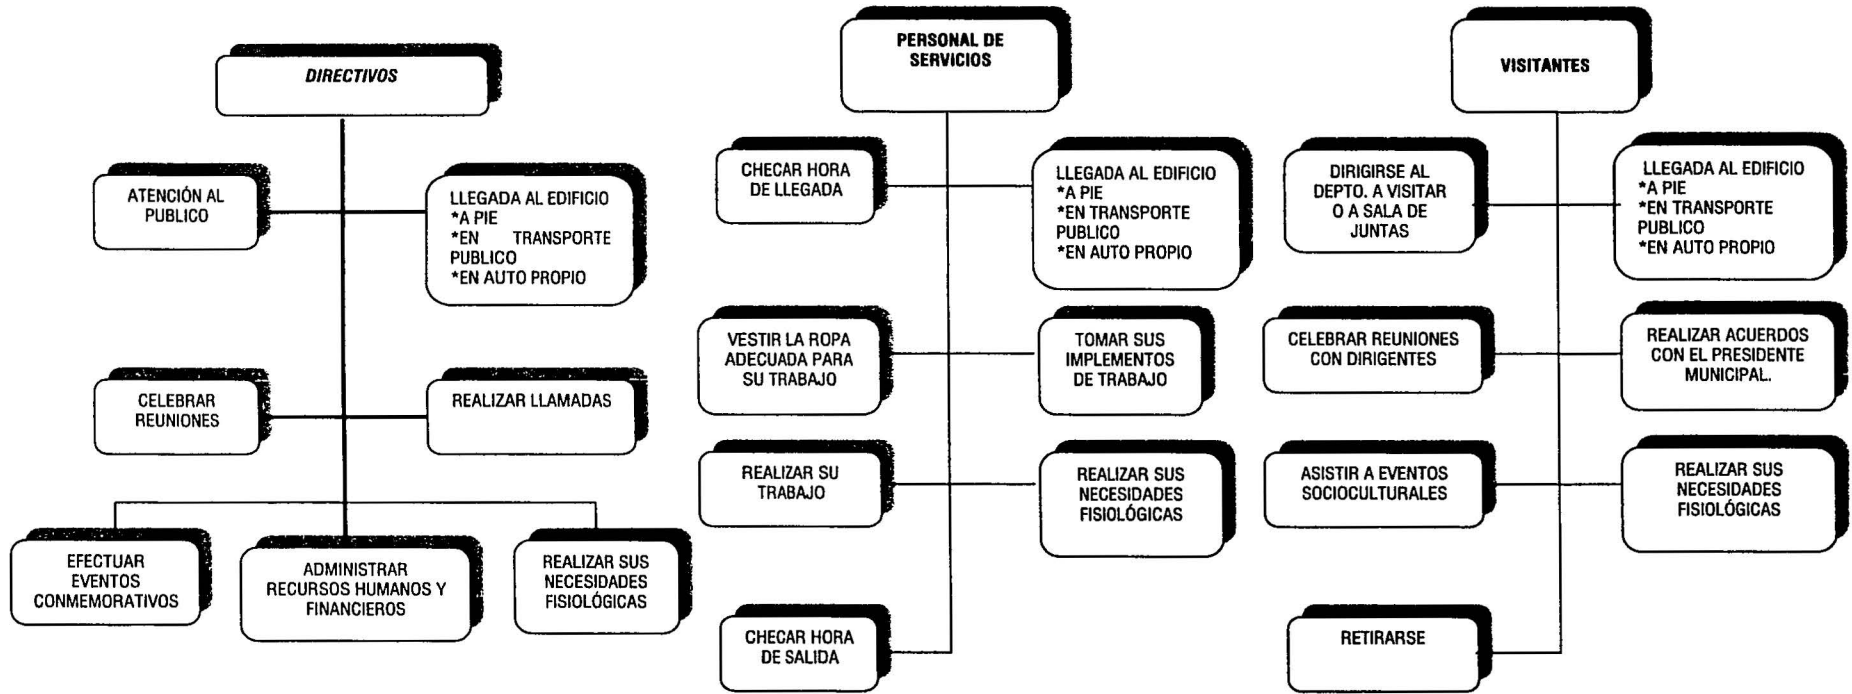 DIRECTIVOS
ATENCIÓN AL
PUBLICO
LLEGADA AL EDIFICIO
*A PIE
*EN TRANSPORTE
PUBLICO
*EN AUTO PROPIO
CELEBRAR
REUNIONES
REALIZAR LLAMADAS
EFECTUAR
EVENTOS
CONMEMORATIVOS
ADMINISTRAR
RECURSOS HUMANOS Y
FINANCIEROS
REALIZAR SUS
NECESIDADES
FISIOLÓGICAS
PERSONAL DE
SERVICIOS
CHECAR HORA
DE LLEGADA
LLEGADA AL EDIFICIO
*A PIE
*EN TRANSPORTE
PUBLICO
*EN AUTO PROPIO
VESTIR LA ROPA
ADECUADA PARA
SU TRABAJO
TOMAR SUS
IMPLEMENTOS
DE TRABAJO
REALIZAR SU
TRABAJO
REALIZAR SUS
NECESIDADES
FISIOLÓGICAS
CHECAR HORA
DE SALIDA
VISITANTES
DIRIGIRSE AL
DEPTO. A VISITAR
O A SALA DE
JUNTAS
LLEGADA AL EDIFICIO
*A PIE
*EN TRANSPORTE
PUBLICO
*EN AUTO PROPIO
CELEBRAR REUNIONES
CON DIRIGENTES
REALIZAR ACUERDOS
CON EL PRESIDENTE
MUNICIPAL.
ASISTIR A EVENTOS
SOCIOCULTURALES
REALIZAR SUS
NECESIDADES
FISIOLÓGICAS
RETIRARSE